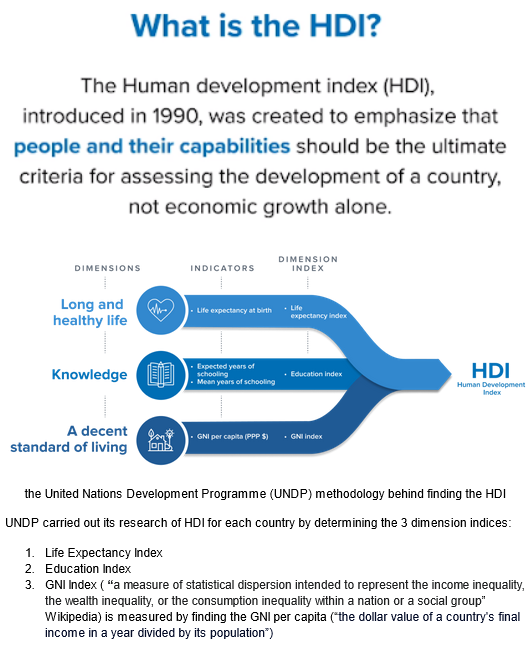 What is the HDI?
The Human development index (HDI),
introduced in 1990, was created to emphasize that
people and their capabilities should be the ultimate
criteria for assessing the development of a country,
not economic growth alone.
DIMENSIONS
INDICATORS
DIMENSION
INDEX
Long and
healthy life
• Life expectancy at birth
• Life
expectancy index
Knowledge
• Expected years of
schooling
• Mean years of schooling
• Education index
HDI
Human Development
Index
A decent
standard of living
• GNI per capita (PPP $)
• GNI index
the United Nations Development Programme (UNDP) methodology behind finding the HDI
UNDP carried out its research of HDI for each country by determining the 3 dimension indices:
1. Life Expectancy Index
2. Education Index
3. GNI Index ( “a measure of statistical dispersion intended to represent the income inequality,
the wealth inequality, or the consumption inequality within a nation or a social group”
Wikipedia) is measured by finding the GNI per capita (“the dollar value of a country’s final
income in a year divided by its population”)